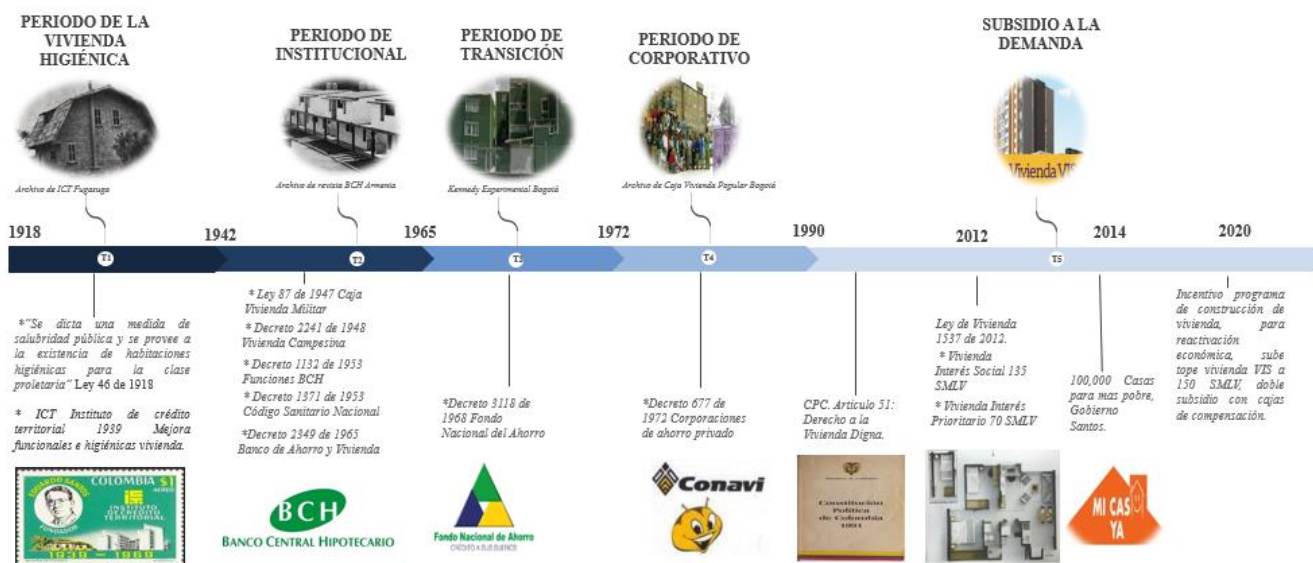 PERIODO DE LA
VIVIENDA
HIGIÉNICA
PERIODO DE
INSTITUCIONAL
PERIODO DE
TRANSICIÓN
PERIODO DE
CORPORATIVO
SUBSIDIO A LA
DEMANDA
Vivienda VIS
Archivo de ICT Fugasuga
Archivo de revista BCH Armenia
Kennedy Experimental Bogotá
Archivo de Caja Vivienda Popular Bogotá
1918
1942
1965
1972
1990
2012
2014
2020
T1
T2
T3
T4
T5
*"Se dicta una medida de
salubridad pública y se provee a
la existencia de habitaciones
higiénicas para la clase
proletaria" Ley 46 de 1918
* ICT Instituto de crédito
territorial 1939 Mejora
funcionales e higiénicas vivienda.
* Ley 87 de 1947 Caja
Vivienda Militar
* Decreto 2241 de 1948
Vivienda Campesina
* Decreto 1132 de 1953
Funciones BCH
* Decreto 1371 de 1953
Código Sanitario Nacional
*Decreto 2349 de 1965
Banco de Ahorro y Vivienda
*Decreto 3118 de
1968 Fondo
Nacional del Ahorro
*Decreto 677 de
1972 Corporaciones
de ahorro privado
CPC. Articulo 51:
Derecho a la
Vivienda Digna.
Ley de Vivienda
1537 de 2012.
* Vivienda
Interés Social 135
SMLV
* Vivienda Interés
Prioritario 70 SMLV
100,000 Casas
para mas pobre,
Gobierno
Santos.
Incentivo programa
de construcción de
vivienda, para
reactivación
económica, sube
tope vivienda VIS a
150 SMLV, doble
subsidio con cajas
de compensación.
EDUARDO SANTOS
FUNDADOR
COLOMBIA $1
AEREO
INSTITUTO
DE CREDITO
TERRITORIAL
1939 - 1969
BCH
BANCO CENTRAL HIPOTECARIO
Fondo Nacional de Ahorro
CRÉDITO A TUS SUEÑOS
Conavi
Constitución
Política
de Colombia
1991
MI CAS
YA